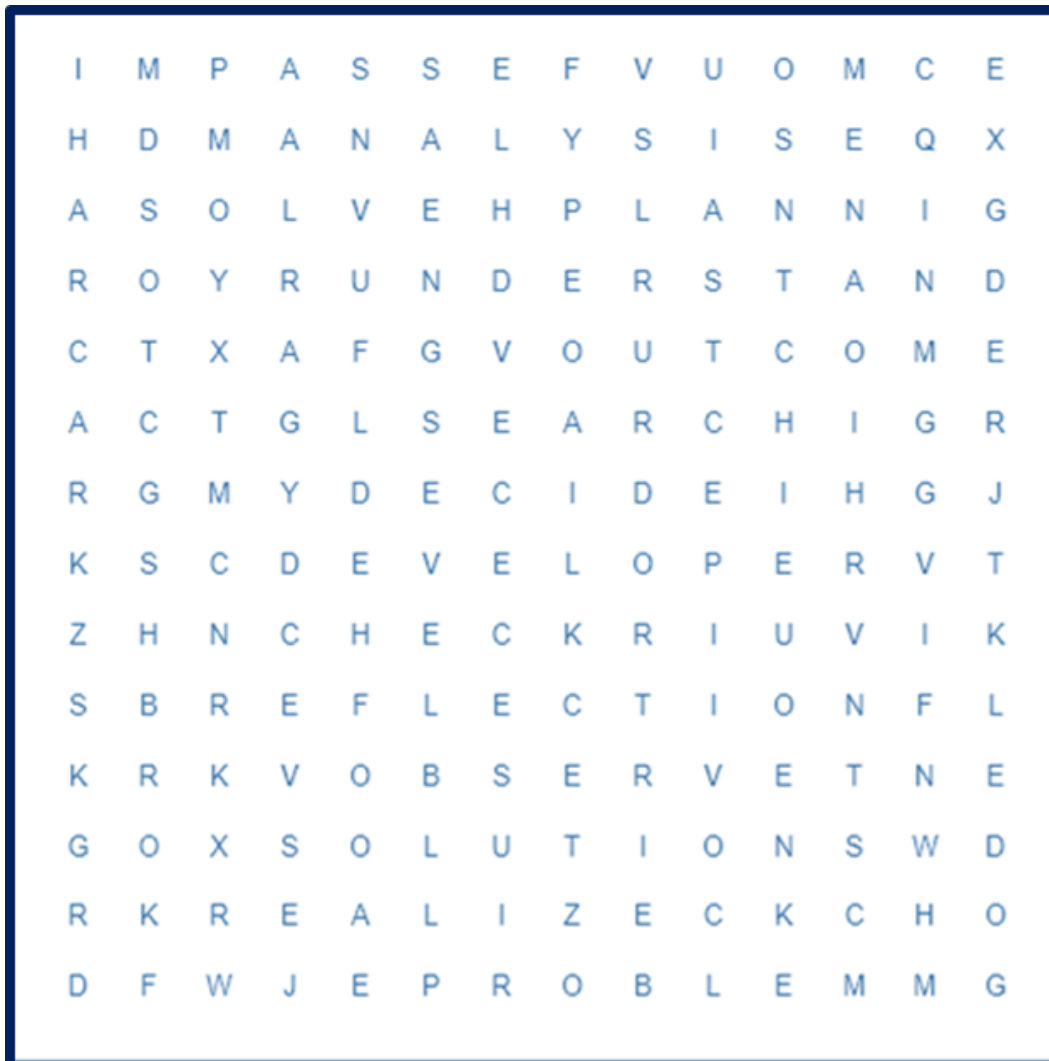 I M P A S S E F V U O M C E
H D M A N A L Y S I S E Q X
A S O L V E H P L A N N I G
R O Y R U N D E R S T A N D
C T X A F G V O U T C O M E
A C T G L S E A R C H I G R
R G M Y D E C I D E I H G J
K S C D E V E L O P E R V T
Z H N C H E C K R I U V I K
S B R E F L E C T I O N F L
K R K V O B S E R V E T N E
G O X S O L U T I O N S W D
R K R E A L I Z E C K C H O
D F W J E P R O B L E M M G